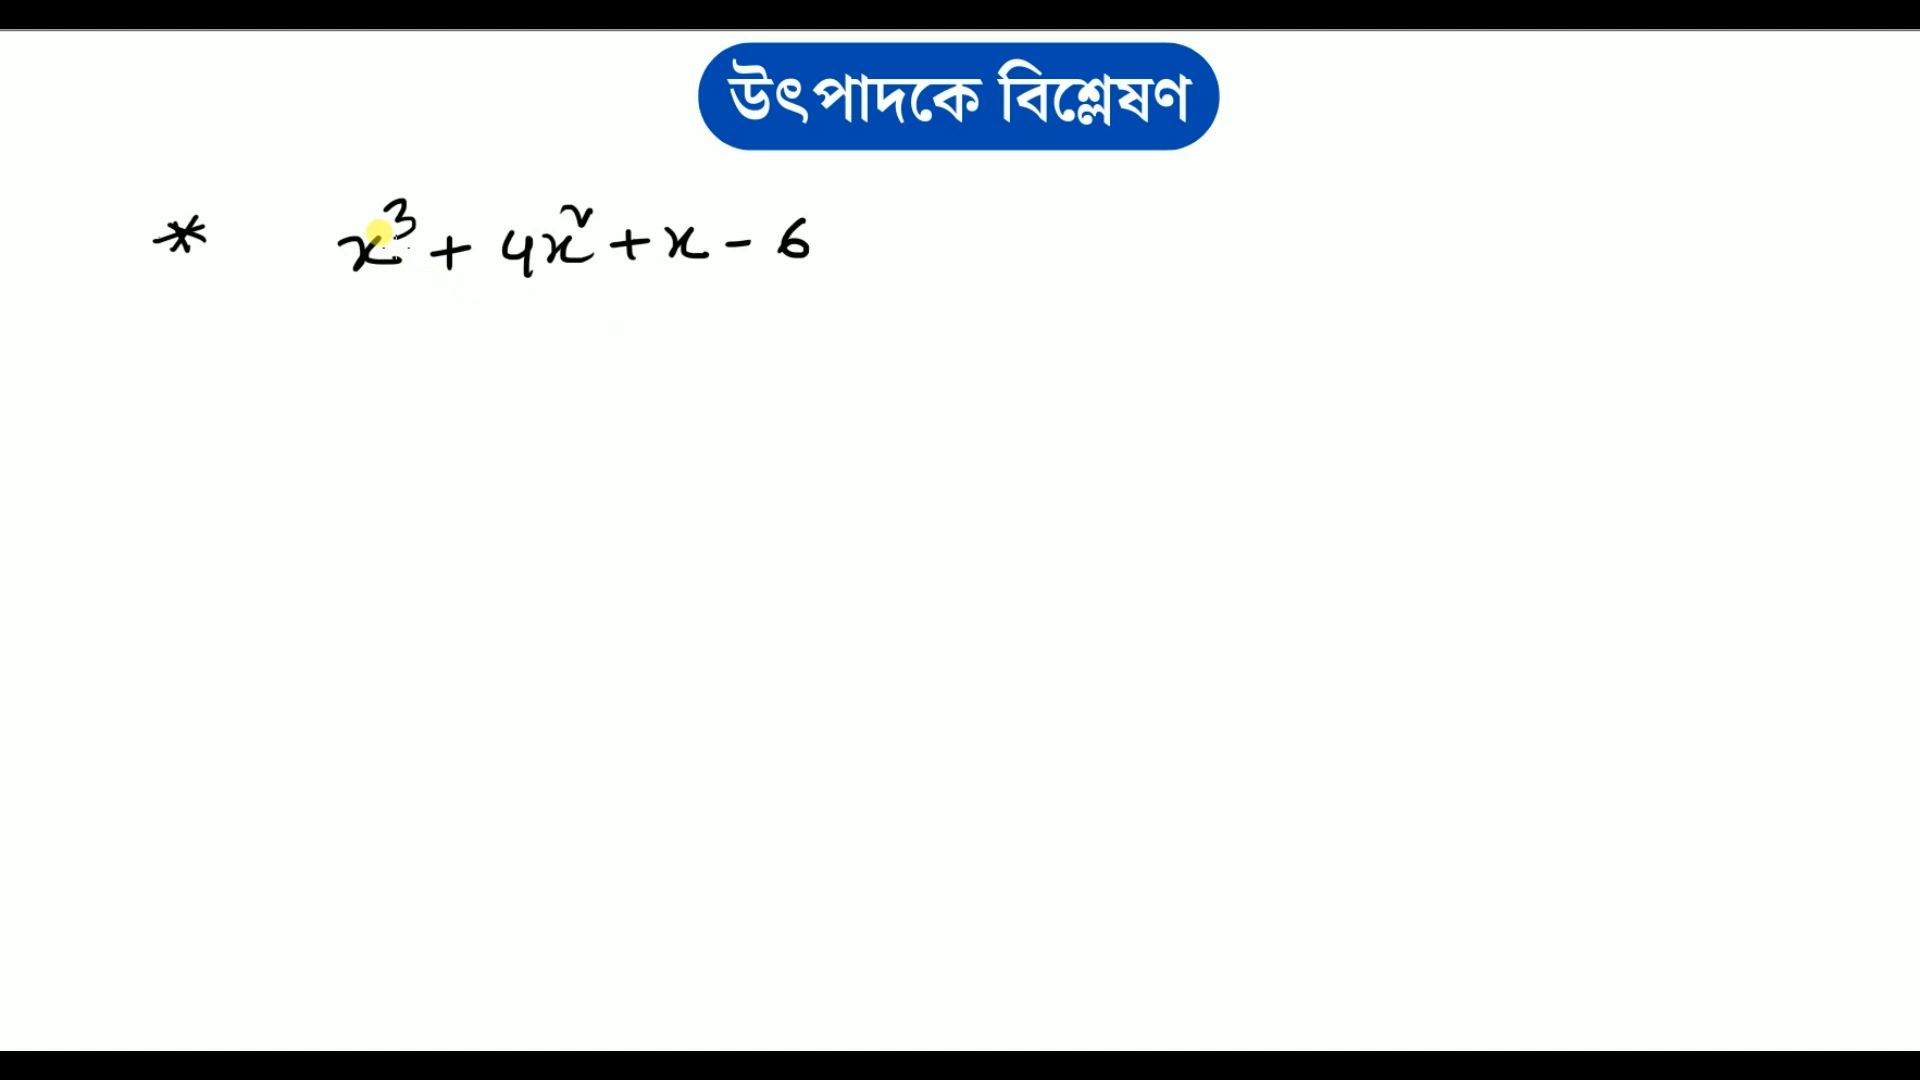 উৎপাদকে বিশ্লেষণ
* x³ + 4x² + x - 6